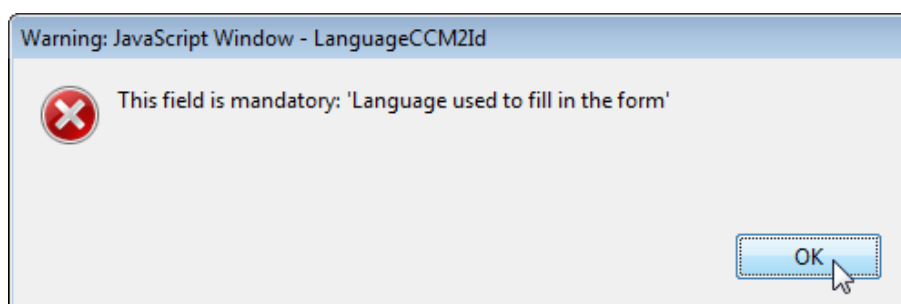 Warning: JavaScript Window - LanguageCCM2Id
This field is mandatory: 'Language used to fill in the form'
OK